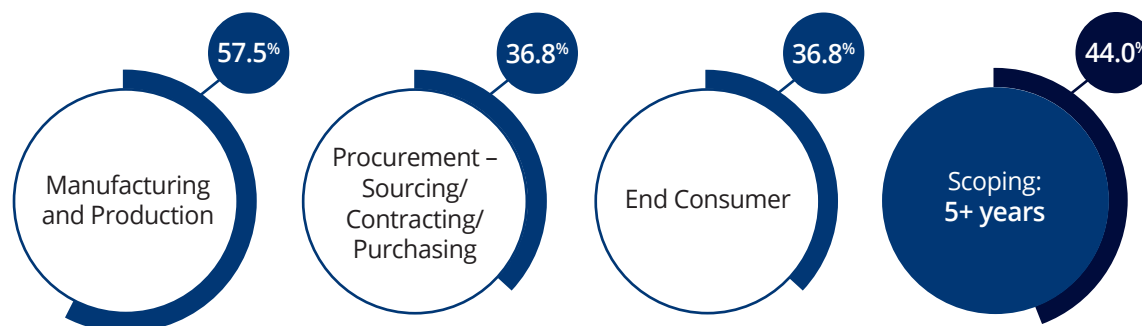 57.5%
36.8%
36.8%
44.0%
Manufacturing
and Production
Procurement –
Sourcing/
Contracting/
Purchasing
End Consumer
Scoping:
5+ years